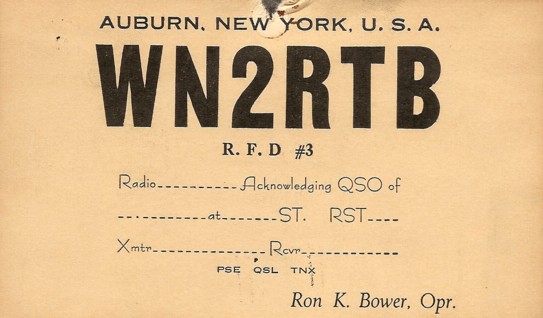 AUBURN, NEW YORK, U. S. A.
WN2RTB
R. F. D #3
Radio---------- Acknowledging QSO of
------------at-------ST. RST----
Xmtr--------------Rcvr------------
PSE QSL TNX
Ron K. Bower, Opr.